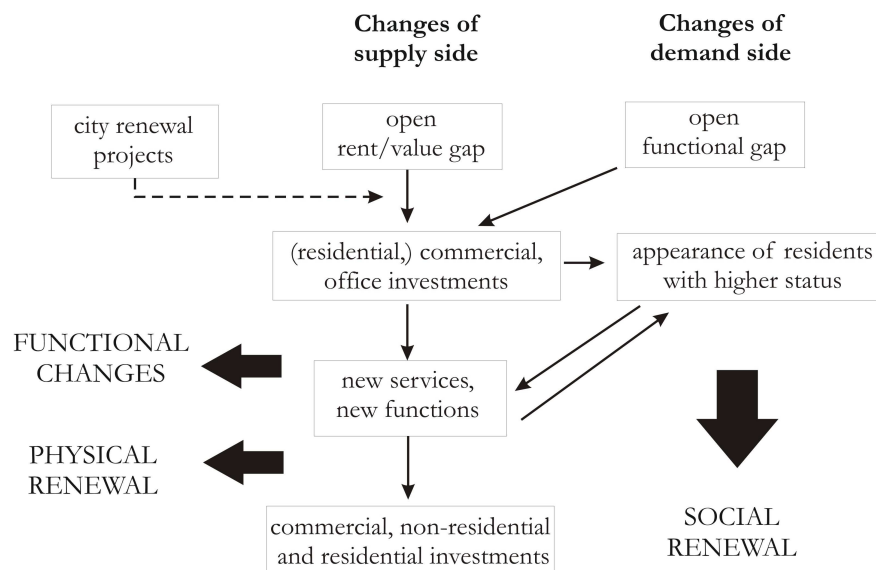 Changes of
supply side
Changes of
demand side
city renewal
projects
open
rent/value gap
open
functional gap
(residential,) commercial,
office investments
appearance of residents
with higher status
FUNCTIONAL
CHANGES
new services,
new functions
PHYSICAL
RENEWAL
commercial, non-residential
and residential investments
SOCIAL
RENEWAL